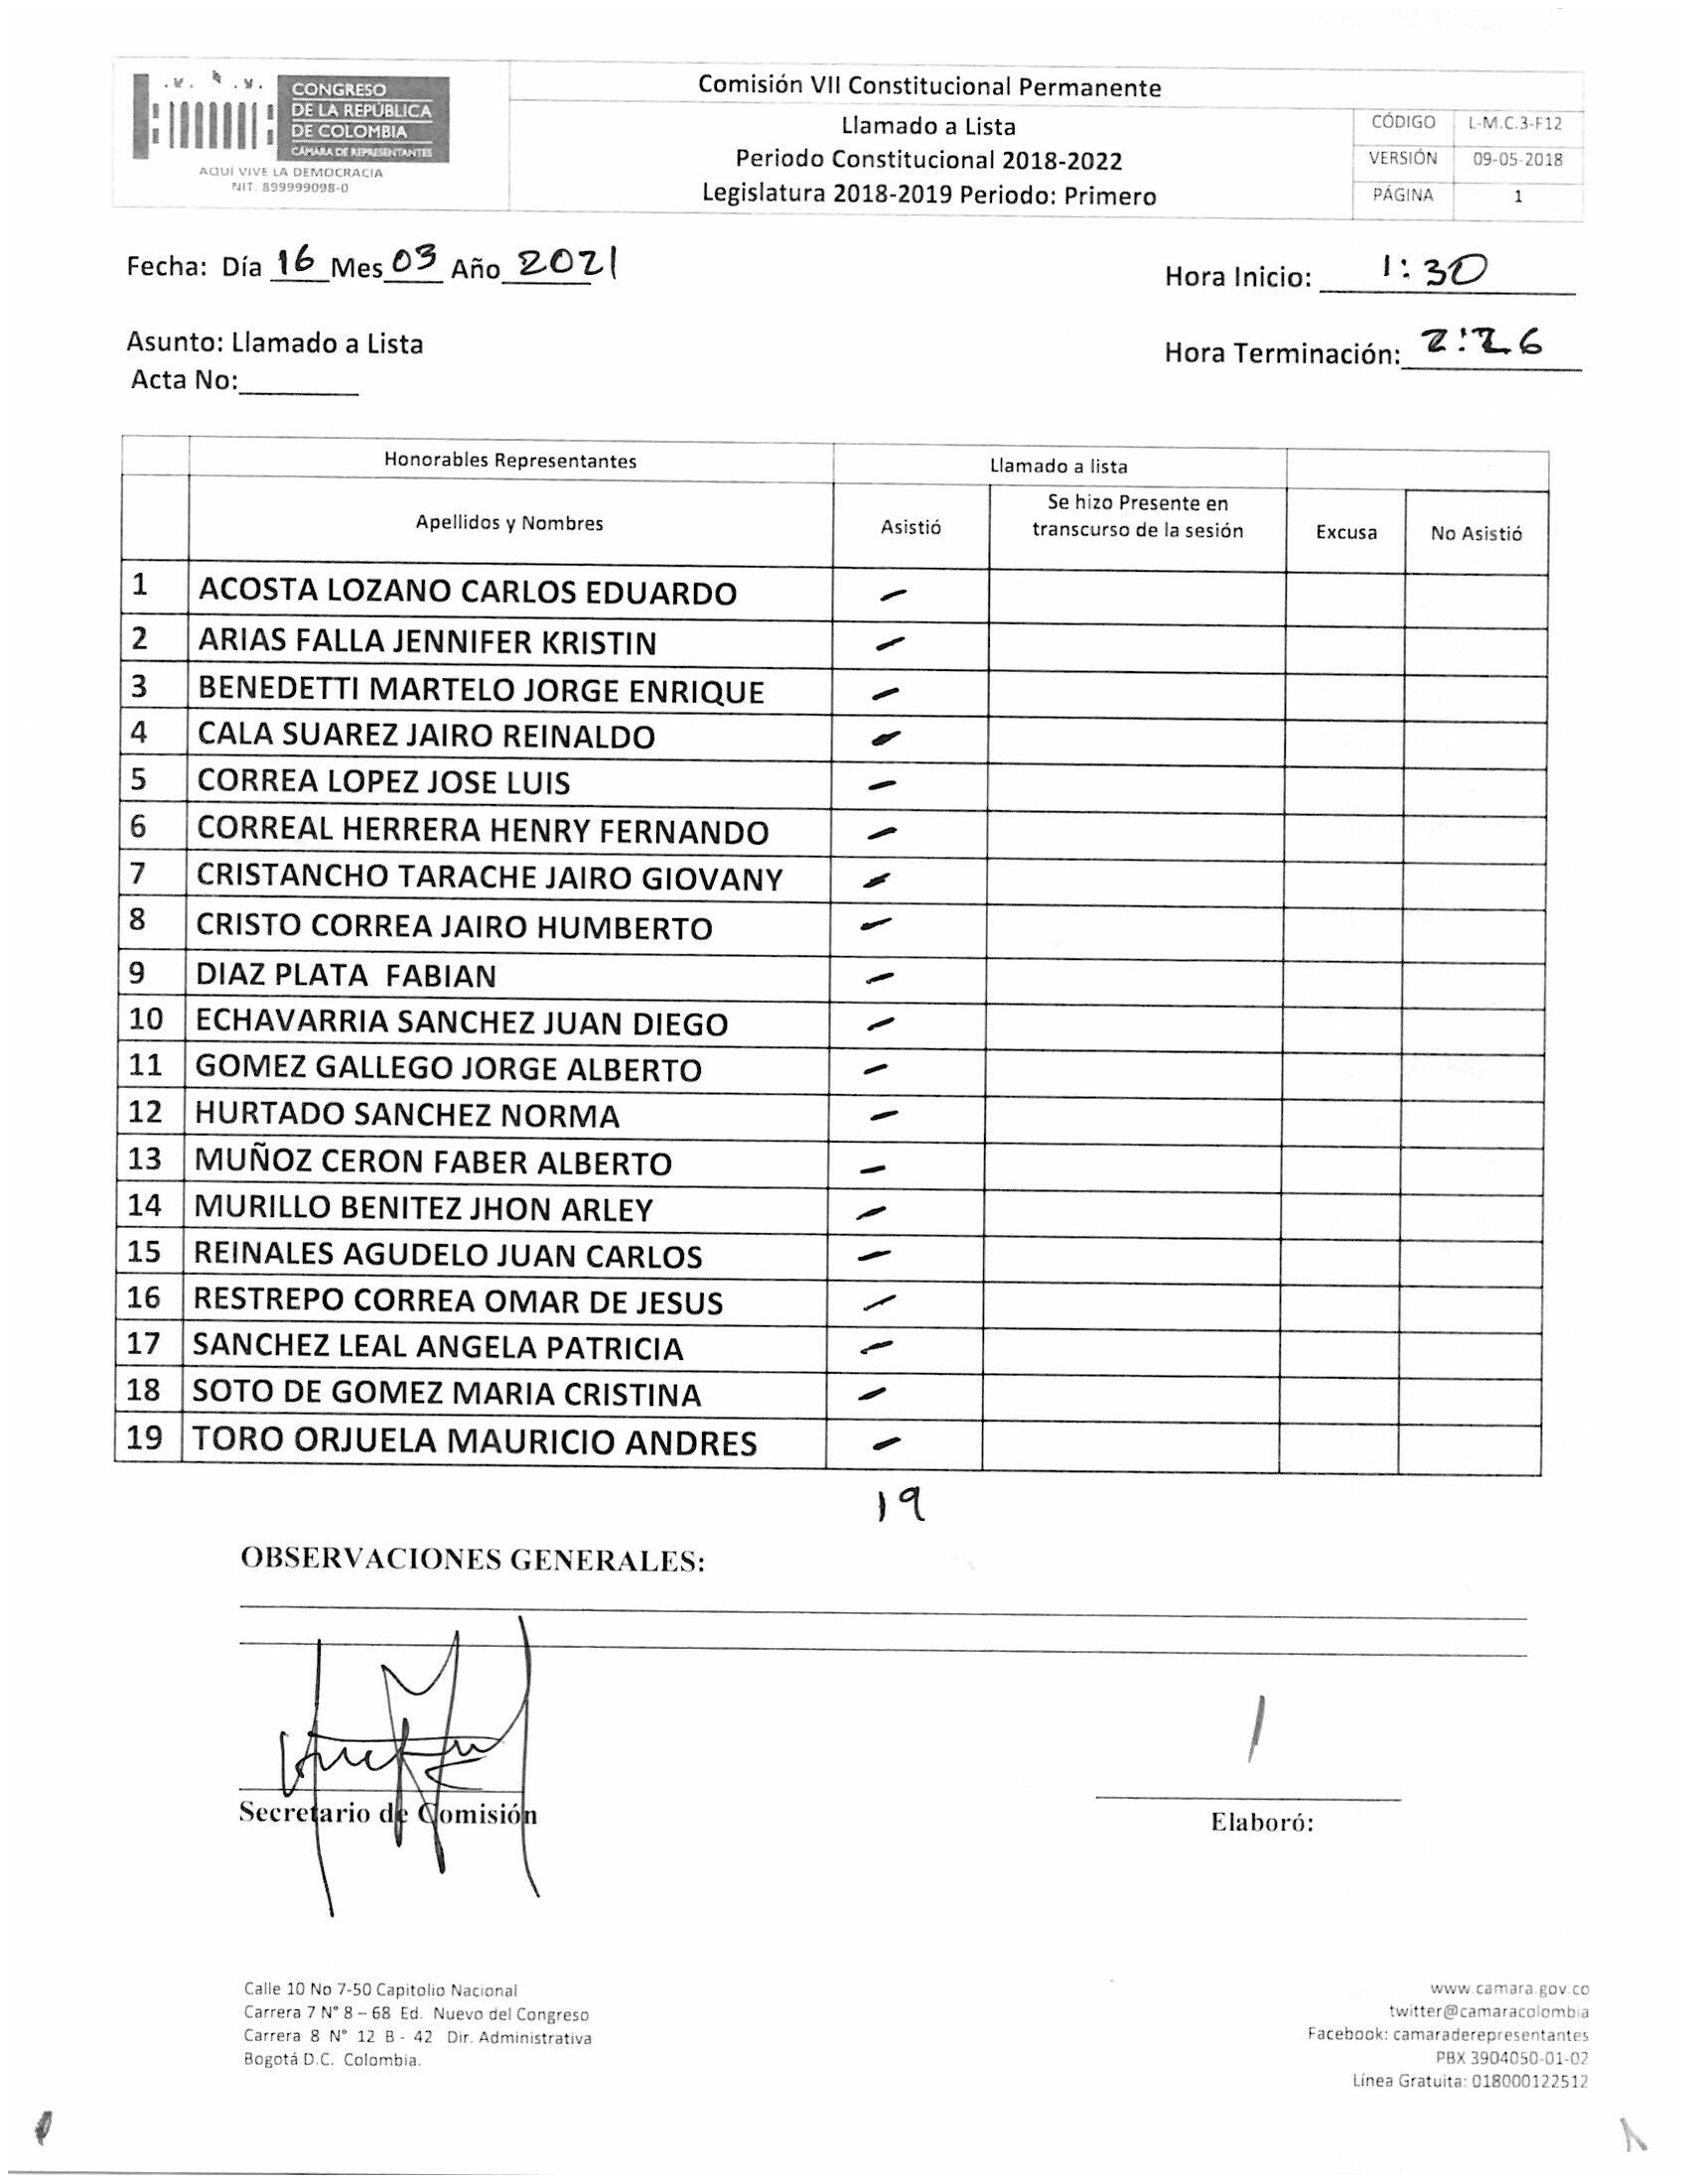 CONGRESO
DE LA REPÚBLICA
DE COLOMBIA
CÁMARA DE REPRESENTANTES
AQUÍ VIVE LA DEMOCRACIA
NIT. 899999098-0
Comisión VII Constitucional Permanente
Llamado a Lista
Periodo Constitucional 2018-2022
Legislatura 2018-2019 Periodo: Primero
CÓDIGO L-M.C.3-F12
VERSIÓN 09-05-2018
PÁGINA 1
Fecha: Día 16 Mes 03 Año 2021
Hora Inicio: 1:30
Asunto: Llamado a Lista
Hora Terminación: 2:26
Acta No:
Honorables Representantes Llamado a lista
Apellidos y Nombres Asistió Se hizo Presente en transcurso de la sesión Excusa No Asistió
1 ACOSTA LOZANO CARLOS EDUARDO –
2 ARIAS FALLA JENNIFER KRISTIN –
3 BENEDETTI MARTELO JORGE ENRIQUE –
4 CALA SUAREZ JAIRO REINALDO –
5 CORREA LOPEZ JOSE LUIS –
6 CORREAL HERRERA HENRY FERNANDO –
7 CRISTANCHO TARACHE JAIRO GIOVANY –
8 CRISTO CORREA JAIRO HUMBERTO –
9 DIAZ PLATA FABIAN –
10 ECHAVARRIA SANCHEZ JUAN DIEGO –
11 GOMEZ GALLEGO JORGE ALBERTO –
12 HURTADO SANCHEZ NORMA –
13 MUÑOZ CERON FABER ALBERTO –
14 MURILLO BENITEZ JHON ARLEY –
15 REINALES AGUDELO JUAN CARLOS –
16 RESTREPO CORREA OMAR DE JESUS –
17 SANCHEZ LEAL ANGELA PATRICIA –
18 SOTO DE GOMEZ MARIA CRISTINA –
19 TORO ORJUELA MAURICIO ANDRES –
19
OBSERVACIONES GENERALES:
Secretario de Comisión
Elaboró:
Calle 10 No 7-50 Capitolio Nacional
Carrera 7 N° 8 – 68 Ed. Nuevo del Congreso
Carrera 8 N° 12 B - 42 Dir. Administrativa
Bogotá D.C. Colombia.
www.camara.gov.co
twitter@camaracolombia
Facebook: camaraderepresentantes
PBX 3904050-01-02
Línea Gratuita: 018000122512